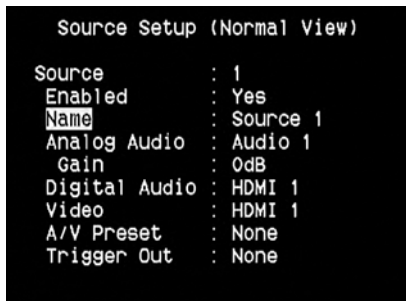 Source Setup (Normal View)
Source : 1
Enabled : Yes
Name : Source 1
Analog Audio : Audio 1
Gain : 0dB
Digital Audio : HDMI 1
Video : HDMI 1
A/V Preset : None
Trigger Out : None